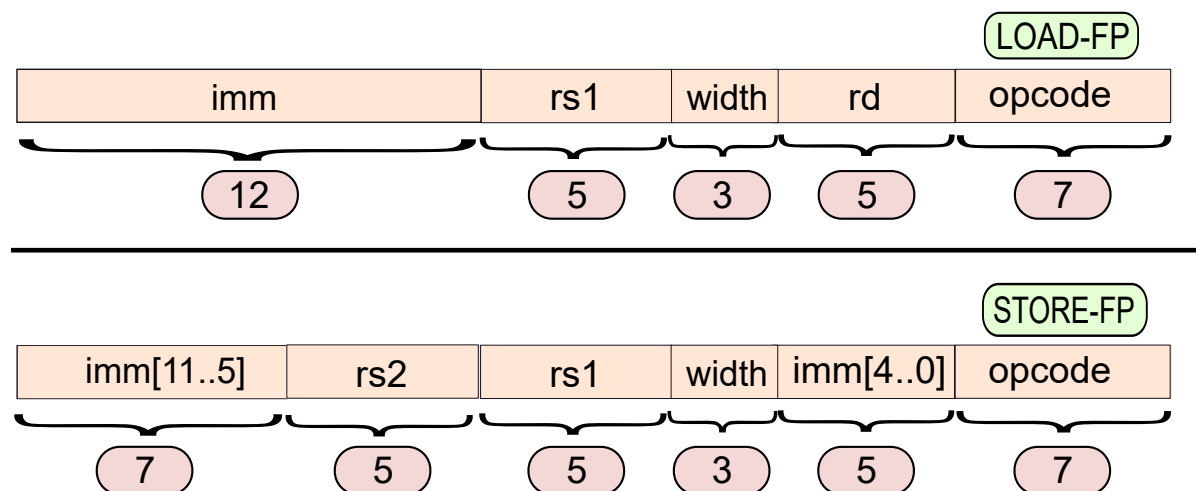 LOAD-FP
imm rs1 width rd opcode
12 5 3 5 7
STORE-FP
imm[11..5] rs2 rs1 width imm[4..0] opcode
7 5 5 3 5 7